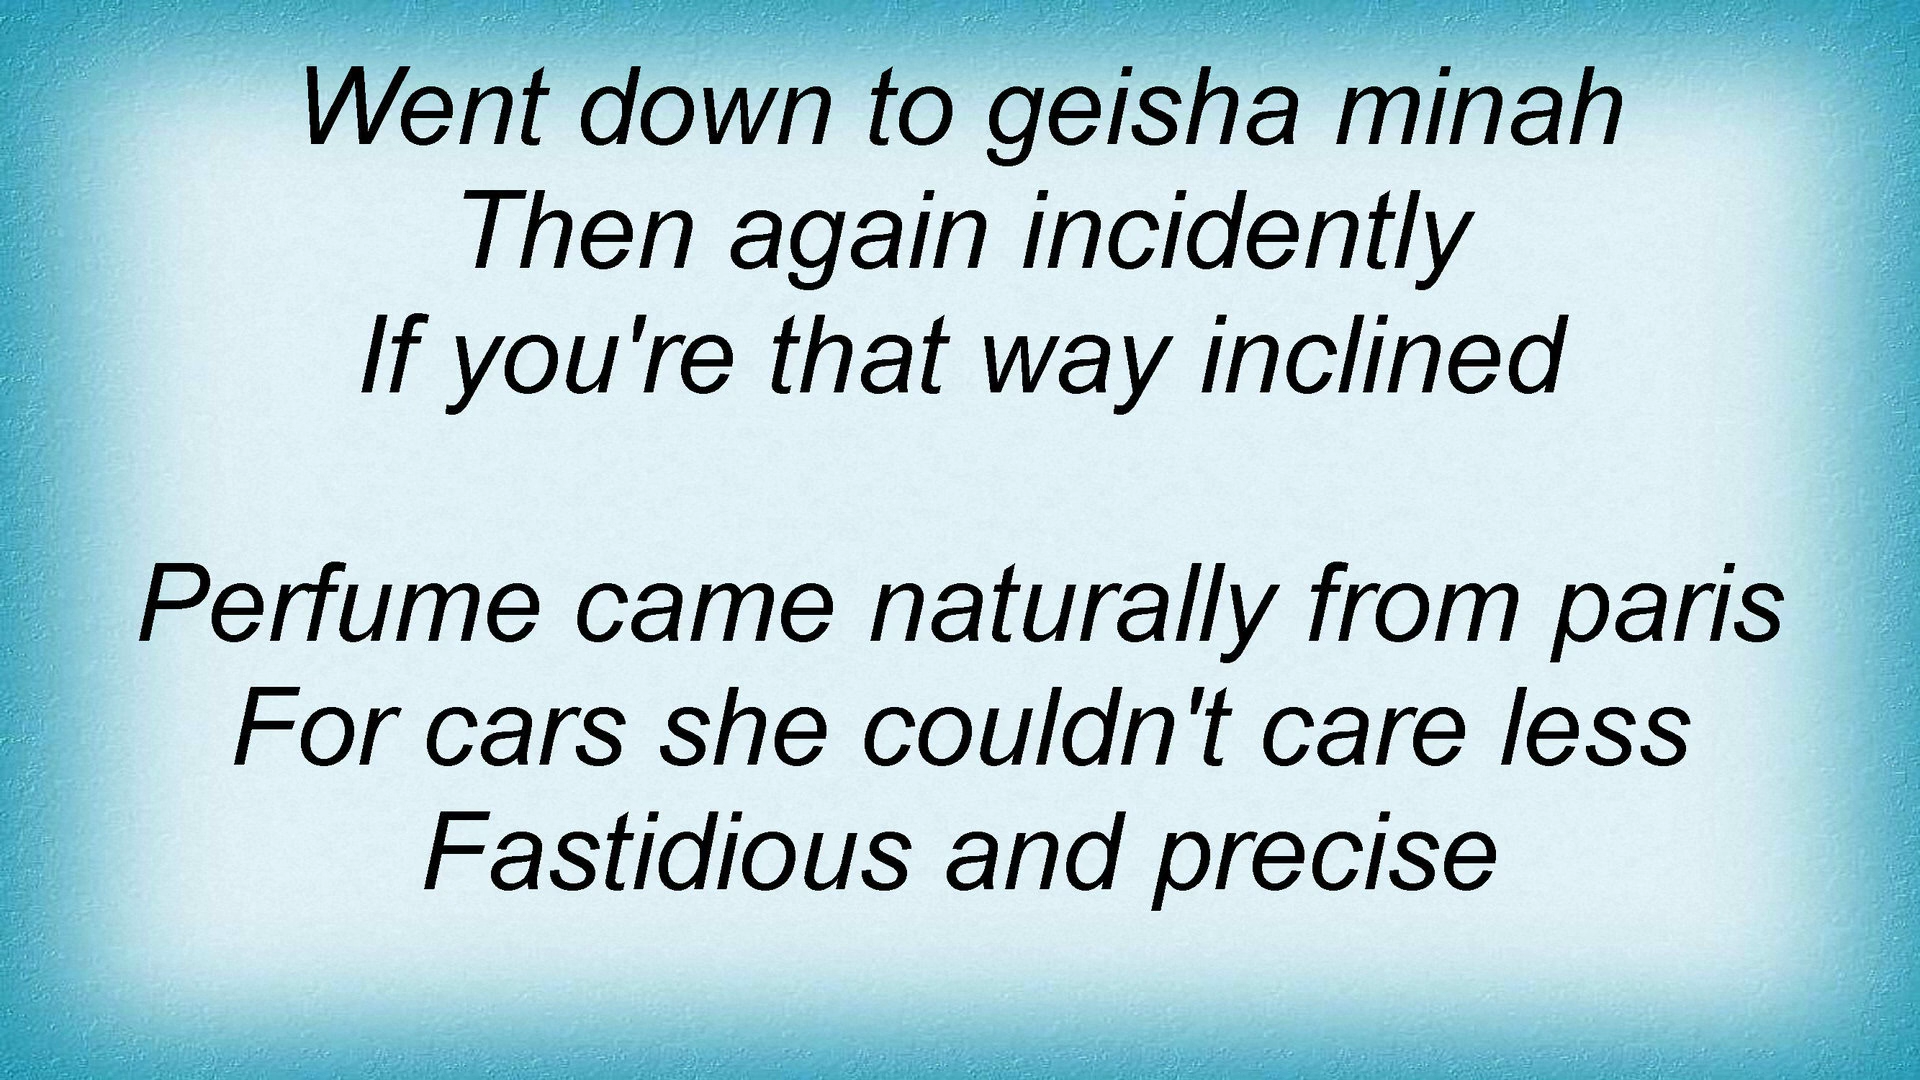 Went down to geisha minah
Then again incidently
If you're that way inclined
Perfume came naturally from paris
For cars she couldn't care less
Fastidious and precise